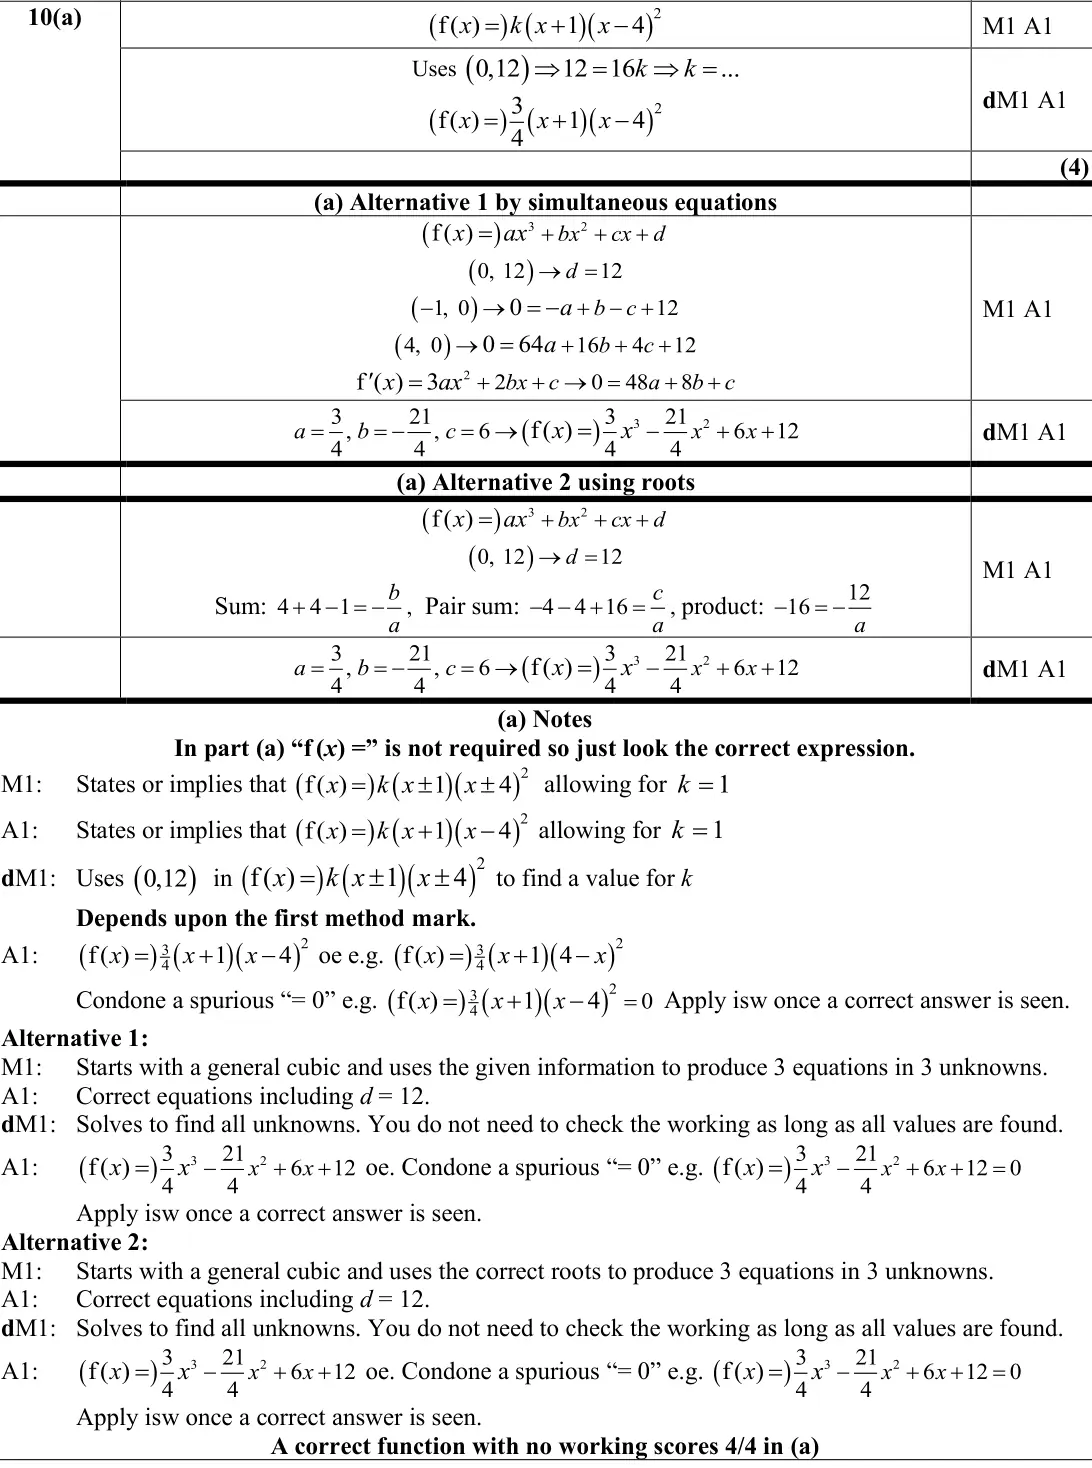 10(a)
(f(x)=)k(x+1)(x−4)² M1 A1
Uses (0,12)⇒12=16k⇒k=...
(f(x)=)3/4(x+1)(x−4)² dM1 A1
(4)
(a) Alternative 1 by simultaneous equations
(f(x)=)ax³+bx²+cx+d
(0, 12)→d=12
(−1, 0)→0=−a+b−c+12 M1 A1
(4, 0)→0=64a+16b+4c+12
f′(x)=3ax²+2bx+c→0=48a+8b+c
a=3/4, b=−21/4, c=6→(f(x)=)3/4x³−21/4x²+6x+12 dM1 A1
(a) Alternative 2 using roots
(f(x)=)ax³+bx²+cx+d
(0, 12)→d=12 M1 A1
Sum: 4+4−1=−b/a, Pair sum: −4−4+16=c/a, product: −16=−12/a
a=3/4, b=−21/4, c=6→(f(x)=)3/4x³−21/4x²+6x+12 dM1 A1
(a) Notes
In part (a) “f(x) =” is not required so just look the correct expression.
M1: States or implies that (f(x)=)k(x±1)(x±4)² allowing for k=1
A1: States or implies that (f(x)=)k(x+1)(x−4)² allowing for k=1
dM1: Uses (0,12) in (f(x)=)k(x±1)(x±4)² to find a value for k
Depends upon the first method mark.
A1: (f(x)=)3/4(x+1)(x−4)² oe e.g. (f(x)=)3/4(x+1)(4−x)²
Condone a spurious “= 0” e.g. (f(x)=)3/4(x+1)(x−4)²=0 Apply isw once a correct answer is seen.
Alternative 1:
M1: Starts with a general cubic and uses the given information to produce 3 equations in 3 unknowns.
A1: Correct equations including d = 12.
dM1: Solves to find all unknowns. You do not need to check the working as long as all values are found.
A1: (f(x)=)3/4x³−21/4x²+6x+12 oe. Condone a spurious “= 0” e.g. (f(x)=)3/4x³−21/4x²+6x+12=0
Apply isw once a correct answer is seen.
Alternative 2:
M1: Starts with a general cubic and uses the correct roots to produce 3 equations in 3 unknowns.
A1: Correct equations including d = 12.
dM1: Solves to find all unknowns. You do not need to check the working as long as all values are found.
A1: (f(x)=)3/4x³−21/4x²+6x+12 oe. Condone a spurious “= 0” e.g. (f(x)=)3/4x³−21/4x²+6x+12=0
Apply isw once a correct answer is seen.
A correct function with no working scores 4/4 in (a)